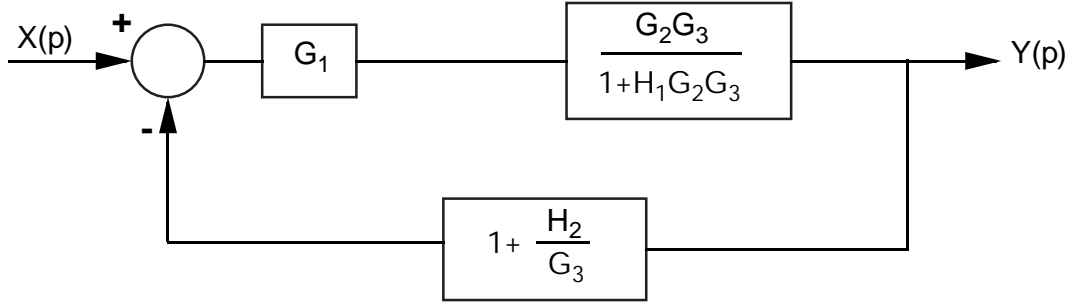 X(p)
+
-
G₁
G₂G₃
1+H₁G₂G₃
Y(p)
1+ H₂
G₃